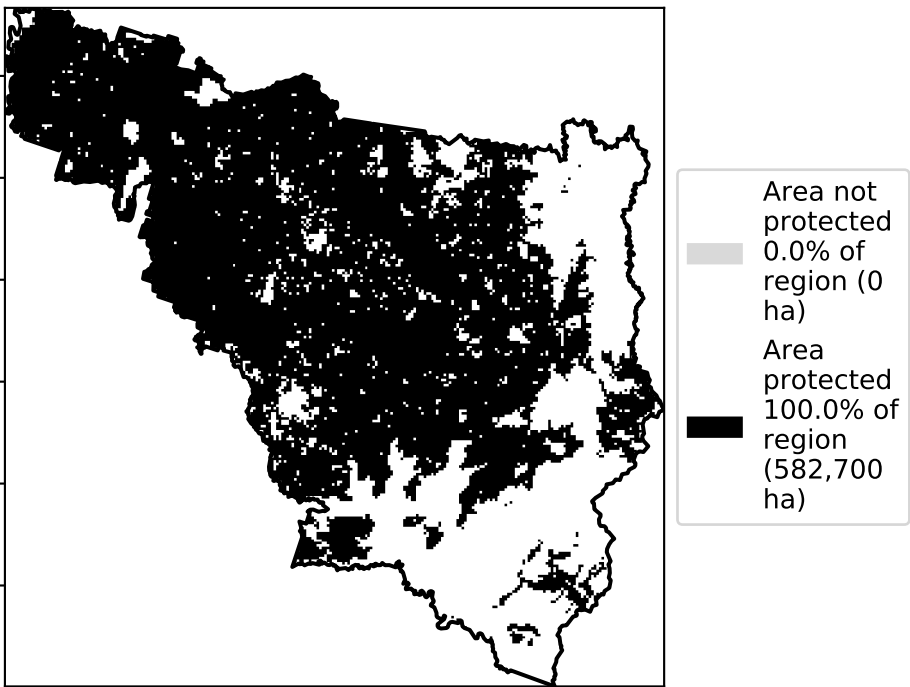 Area not
protected
0.0% of
region (0
ha)
Area
protected
100.0% of
region
(582,700
ha)